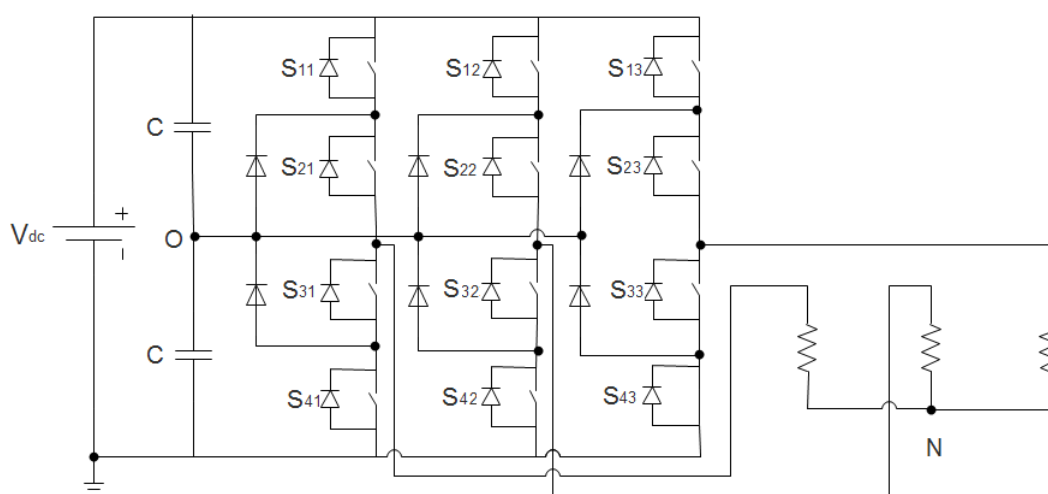 S11
S12
S13
C
S21
S22
S23
+
Vdc
O
-
S31
S32
S33
C
S41
S42
S43
N